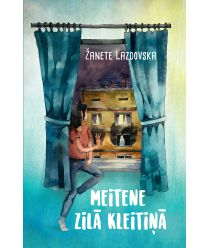 Žanete Lazdovska
MEITENE
ZILĀ KLEITIŅĀ